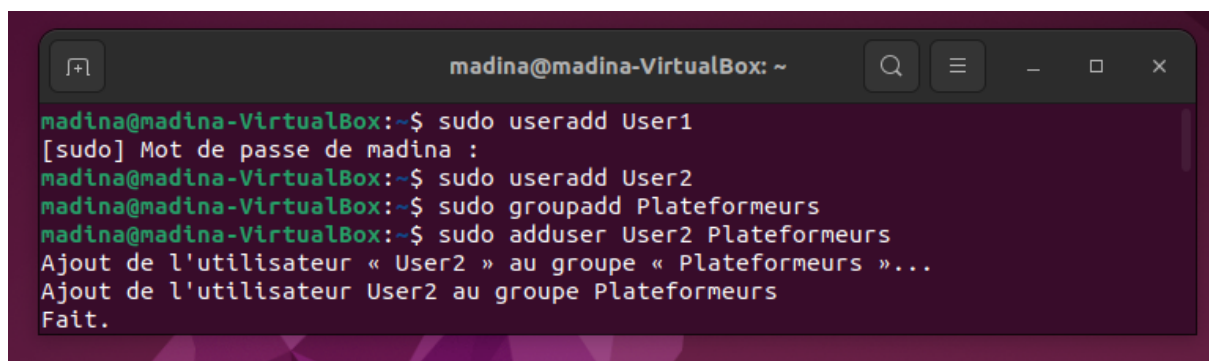 madina@madina-VirtualBox: ~
madina@madina-VirtualBox:~$ sudo useradd User1
[sudo] Mot de passe de madina :
madina@madina-VirtualBox:~$ sudo useradd User2
madina@madina-VirtualBox:~$ sudo groupadd Plateformeurs
madina@madina-VirtualBox:~$ sudo adduser User2 Plateformeurs
Ajout de l'utilisateur « User2 » au groupe « Plateformeurs »...
Ajout de l'utilisateur User2 au groupe Plateformeurs
Fait.